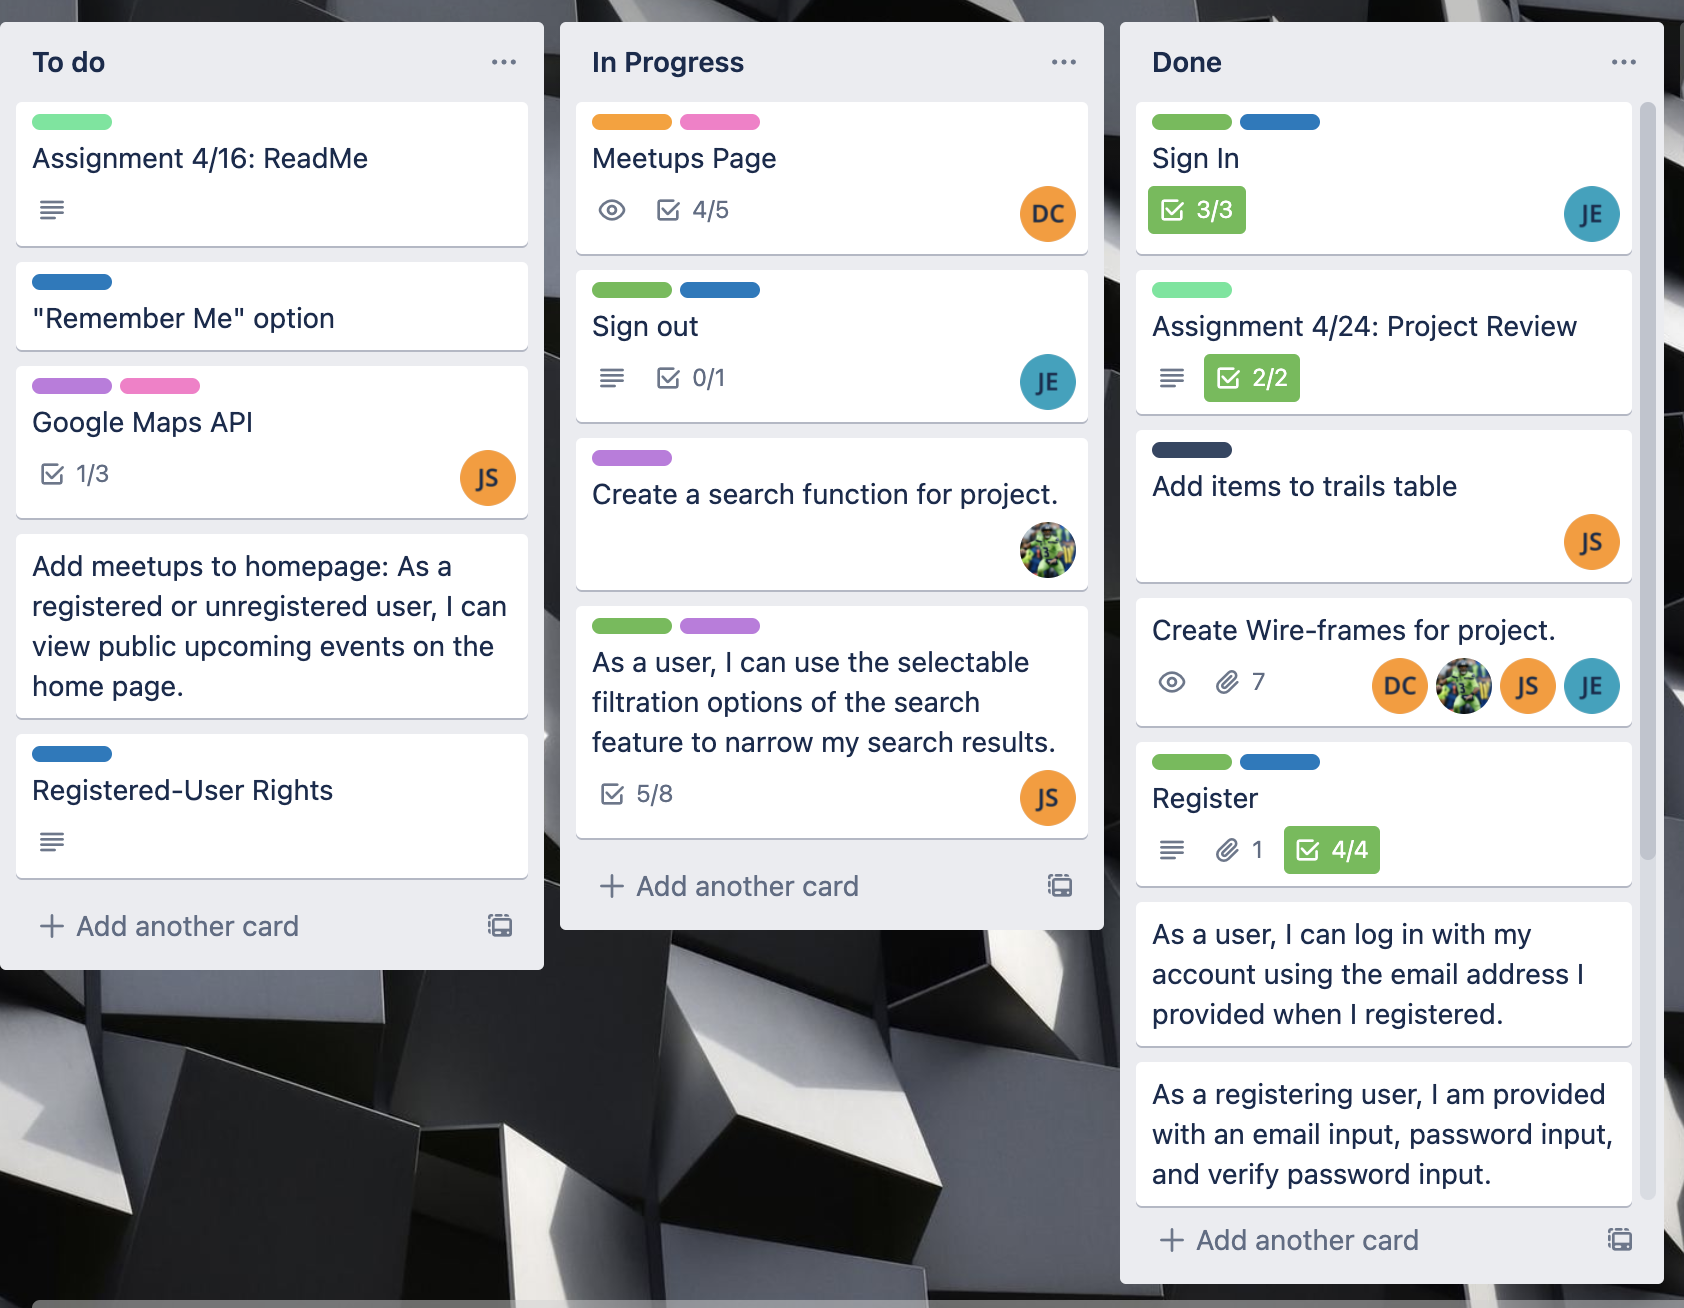 To do
Assignment 4/16: ReadMe
"Remember Me" option
Google Maps API
1/3
JS
Add meetups to homepage: As a
registered or unregistered user, I can
view public upcoming events on the
home page.
Registered-User Rights
Add another card
In Progress
Meetups Page
4/5
DC
Sign out
0/1
JE
Create a search function for project.
3
As a user, I can use the selectable
filtration options of the search
feature to narrow my search results.
5/8
JS
Add another card
Done
Sign In
3/3
JE
Assignment 4/24: Project Review
2/2
Add items to trails table
JS
Create Wire-frames for project.
7
DC
3
JS
JE
Register
1
4/4
As a user, I can log in with my
account using the email address I
provided when I registered.
As a registering user, I am provided
with an email input, password input,
and verify password input.
Add another card